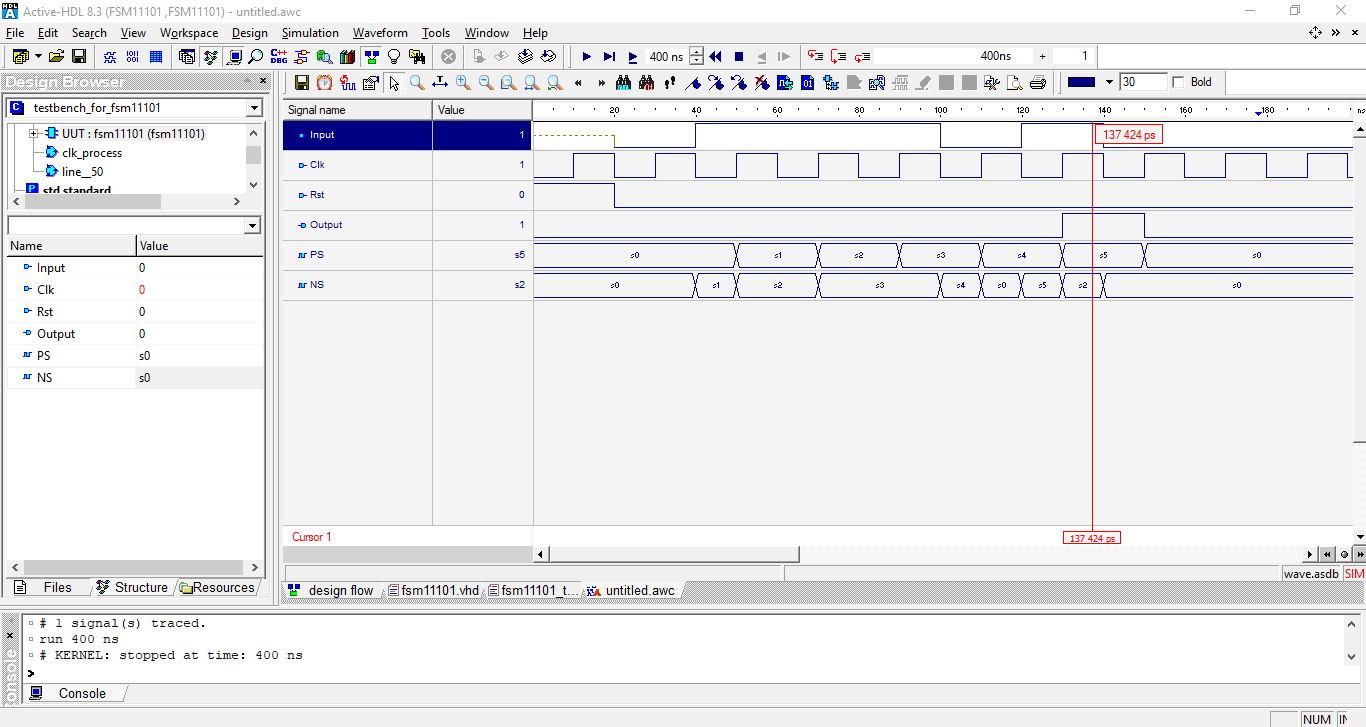 Active-HDL 8.3 (FSM11101 ,FSM11101) - untitled.awc
File Edit Search View Workspace Design Simulation Waveform Tools Window Help
400 ns 400ns + 1
Design Browser
testbench_for_fsm11101
UUT : fsm11101 (fsm11101)
clk_process
line__50
std.standard
Name Value
Input 0
Clk 0
Rst 0
Output 0
PS s0
NS s0
Files Structure Resources
30 Bold
Signal name Value 20 40 60 80 100 120 140 160 180 ns
Input 1 137 424 ps
Clk 1
Rst 0
Output 1
PS s5 s0 s1 s2 s3 s4 s5 s0
NS s2 s0 s1 s2 s3 s4 s0 s5 s2 s0
Cursor 1 137 424 ps
wave.asdb SIM
design flow fsm11101.vhd fsm11101_t... untitled.awc
# 1 signal(s) traced.
run 400 ns
# KERNEL: stopped at time: 400 ns
>
Console
NUM